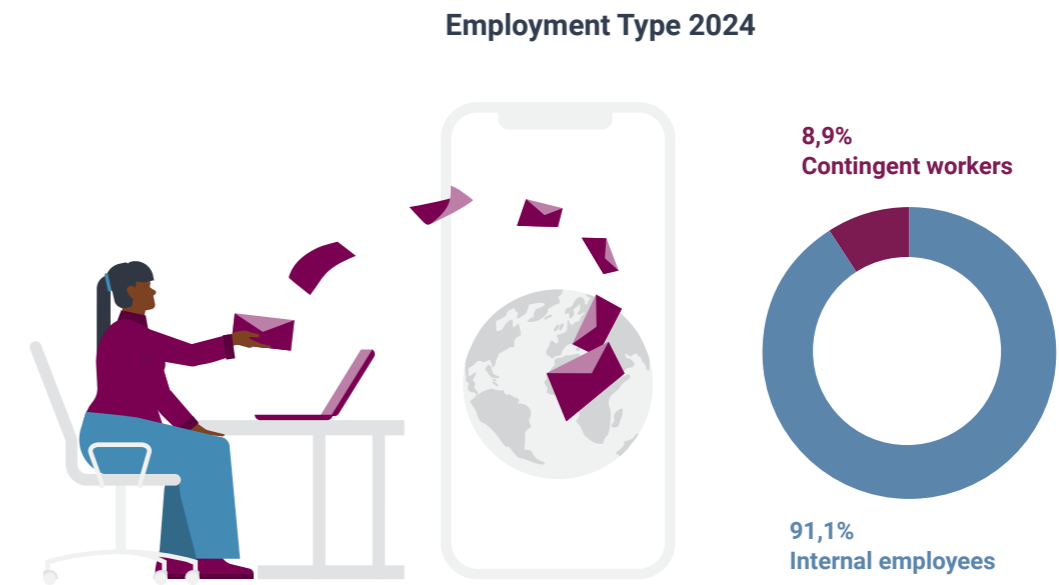 Employment Type 2024
8,9%
Contingent workers
91,1%
Internal employees